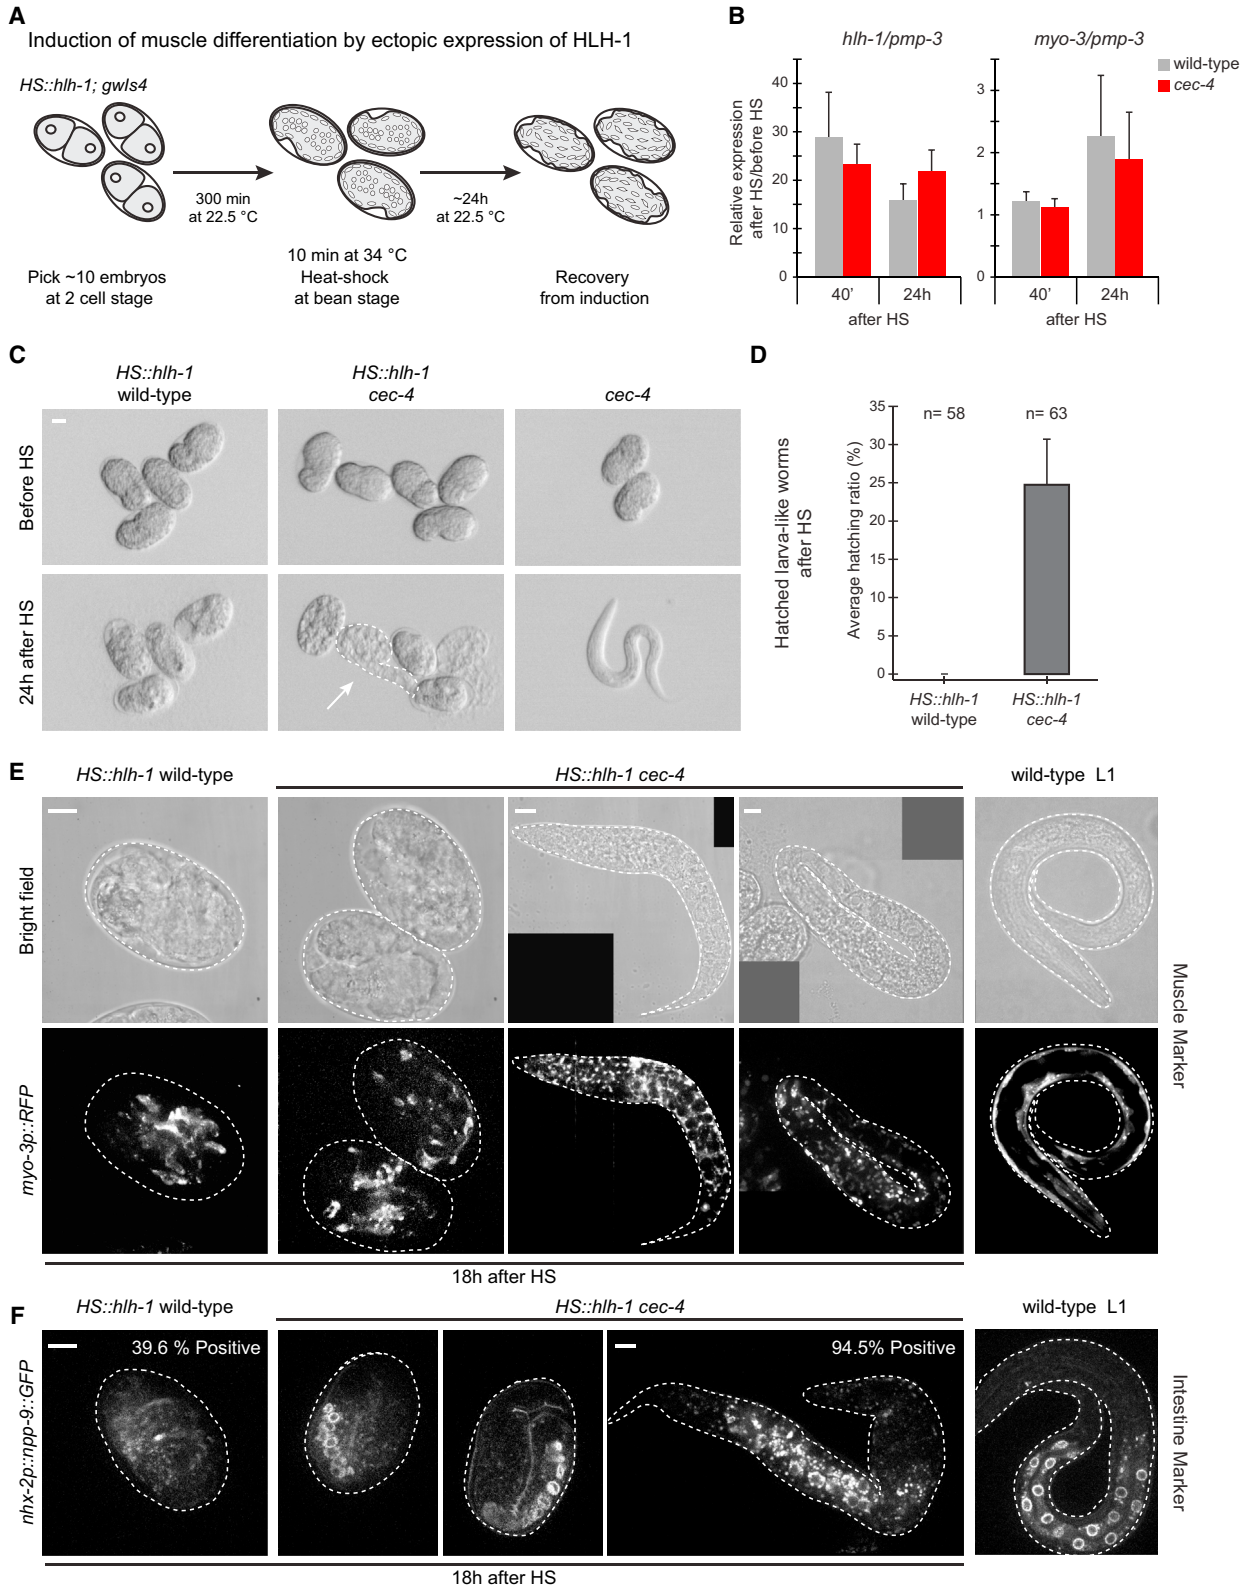 A
Induction of muscle differentiation by ectopic expression of HLH-1
HS::hlh-1; gwIs4
300 min
at 22.5 °C
~24h
at 22.5 °C
Pick ~10 embryos
at 2 cell stage
10 min at 34 °C
Heat-shock
at bean stage
Recovery
from induction
B
hlh-1/pmp-3
myo-3/pmp-3
wild-type
cec-4
Relative expression
after HS/before HS
40
30
20
10
0
3
2
1
0
40'
24h
after HS
40'
24h
after HS
C
HS::hlh-1
wild-type
HS::hlh-1
cec-4
cec-4
Before HS
24h after HS
D
Hatched larva-like worms
after HS
Average hatching ratio (%)
35
30
25
20
15
10
5
0
n= 58
n= 63
HS::hlh-1
wild-type
HS::hlh-1
cec-4
E
HS::hlh-1 wild-type
HS::hlh-1 cec-4
wild-type L1
Bright field
myo-3p::RFP
Muscle Marker
18h after HS
F
HS::hlh-1 wild-type
HS::hlh-1 cec-4
wild-type L1
nhx-2p::npp-9::GFP
39.6 % Positive
94.5% Positive
Intestine Marker
18h after HS